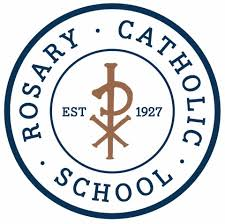 ROSARY · CATHOLIC · SCHOOL ·
EST 1927